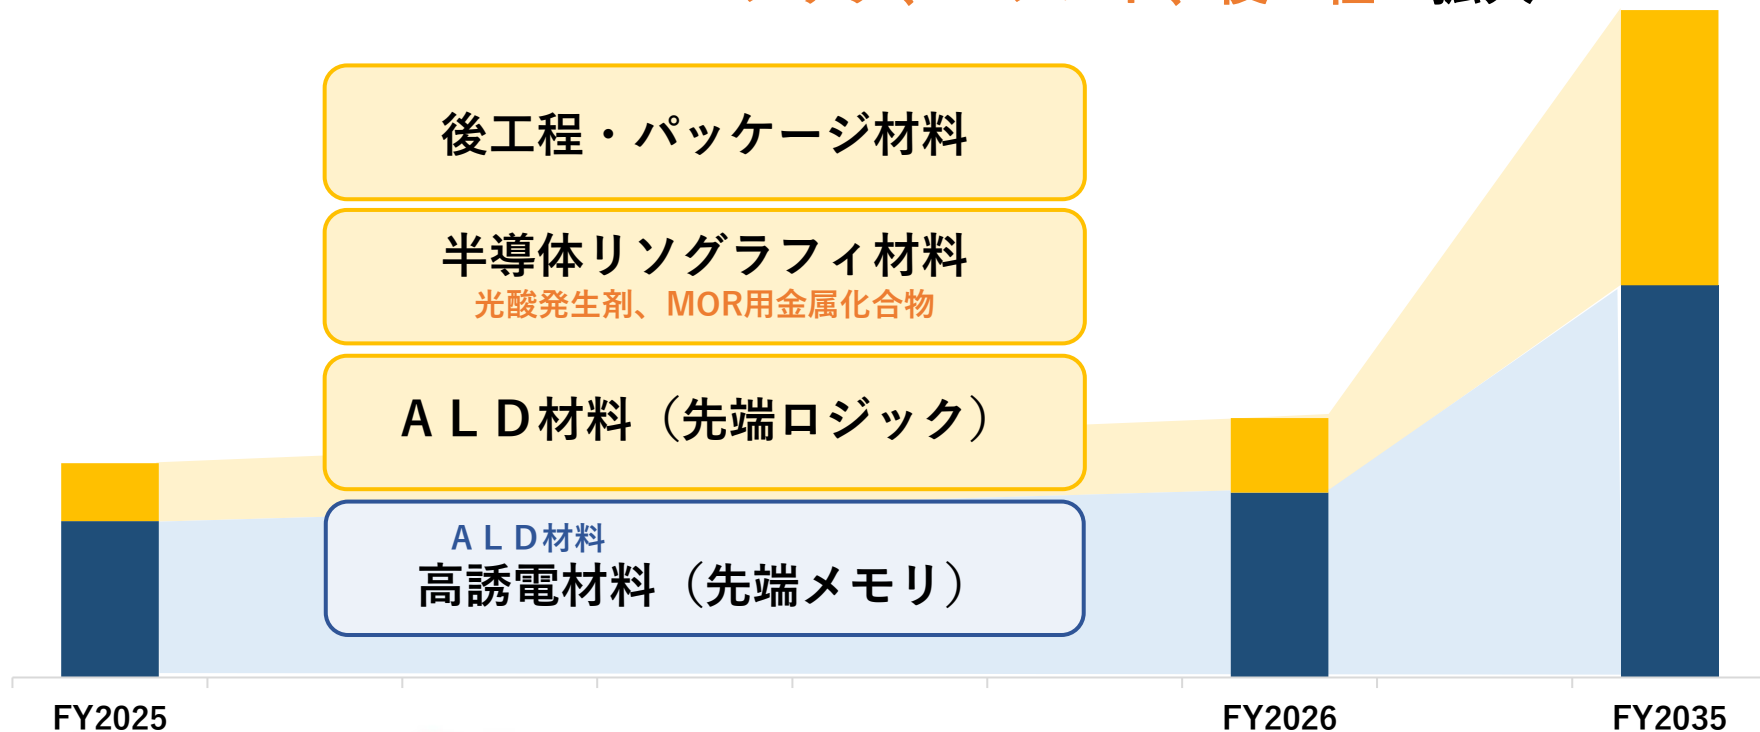 後工程・パッケージ材料
半導体リソグラフィ材料
光酸発生剤、MOR用金属化合物
ＡＬＤ材料（先端ロジック）
ＡＬＤ材料
高誘電材料（先端メモリ）
FY2025
FY2026
FY2035